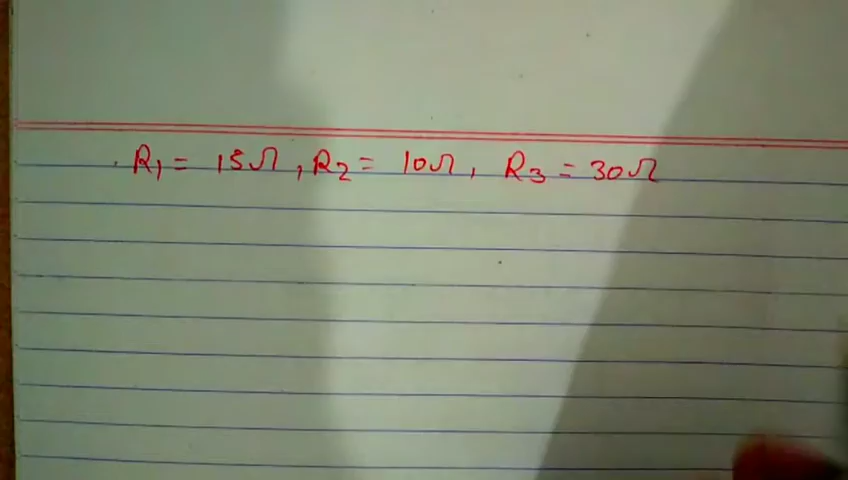 R1 = 15Ω, R2 = 10Ω, R3 = 30Ω